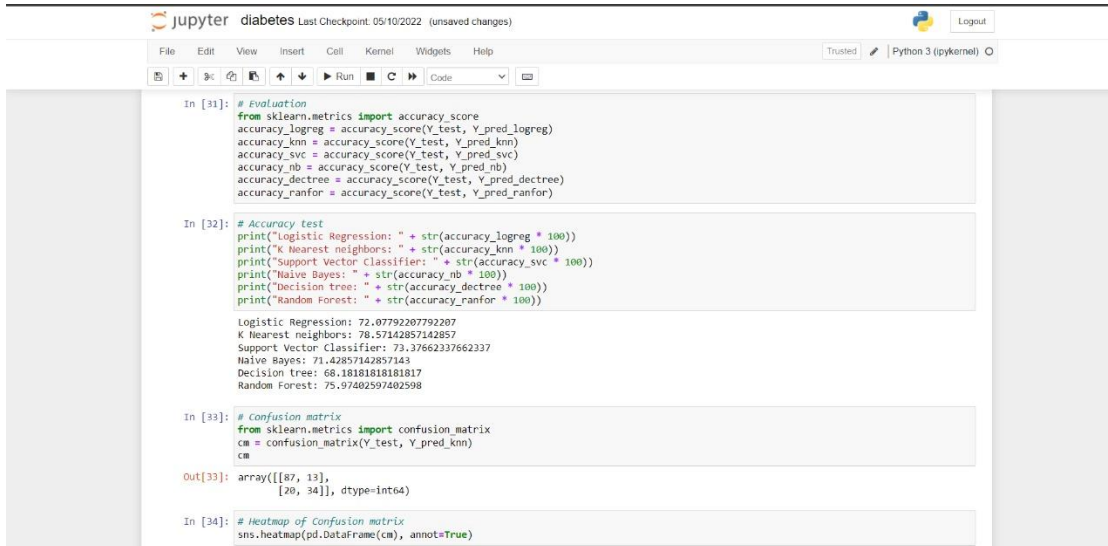 jupyter diabetes Last Checkpoint: 05/10/2022 (unsaved changes)
Logout
File Edit View Insert Cell Kernel Widgets Help
Trusted Python 3 (ipykernel)
Run Code
In [31]: # Evaluation
from sklearn.metrics import accuracy_score
accuracy_logreg = accuracy_score(Y_test, Y_pred_logreg)
accuracy_knn = accuracy_score(Y_test, Y_pred_knn)
accuracy_svc = accuracy_score(Y_test, Y_pred_svc)
accuracy_nb = accuracy_score(Y_test, Y_pred_nb)
accuracy_dectree = accuracy_score(Y_test, Y_pred_dectree)
accuracy_ranfor = accuracy_score(Y_test, Y_pred_ranfor)
In [32]: # Accuracy test
print("Logistic Regression: " + str(accuracy_logreg * 100))
print("K Nearest neighbors: " + str(accuracy_knn * 100))
print("Support Vector Classifier: " + str(accuracy_svc * 100))
print("Naive Bayes: " + str(accuracy_nb * 100))
print("Decision tree: " + str(accuracy_dectree * 100))
print("Random Forest: " + str(accuracy_ranfor * 100))
Logistic Regression: 72.07792207792207
K Nearest neighbors: 78.57142857142857
Support Vector Classifier: 73.37662337662337
Naive Bayes: 71.42857142857143
Decision tree: 68.18181818181817
Random Forest: 75.97402597402598
In [33]: # Confusion matrix
from sklearn.metrics import confusion_matrix
cm = confusion_matrix(Y_test, Y_pred_knn)
cm
Out[33]: array([[87, 13],
[20, 34]], dtype=int64)
In [34]: # Heatmap of Confusion matrix
sns.heatmap(pd.DataFrame(cm), annot=True)